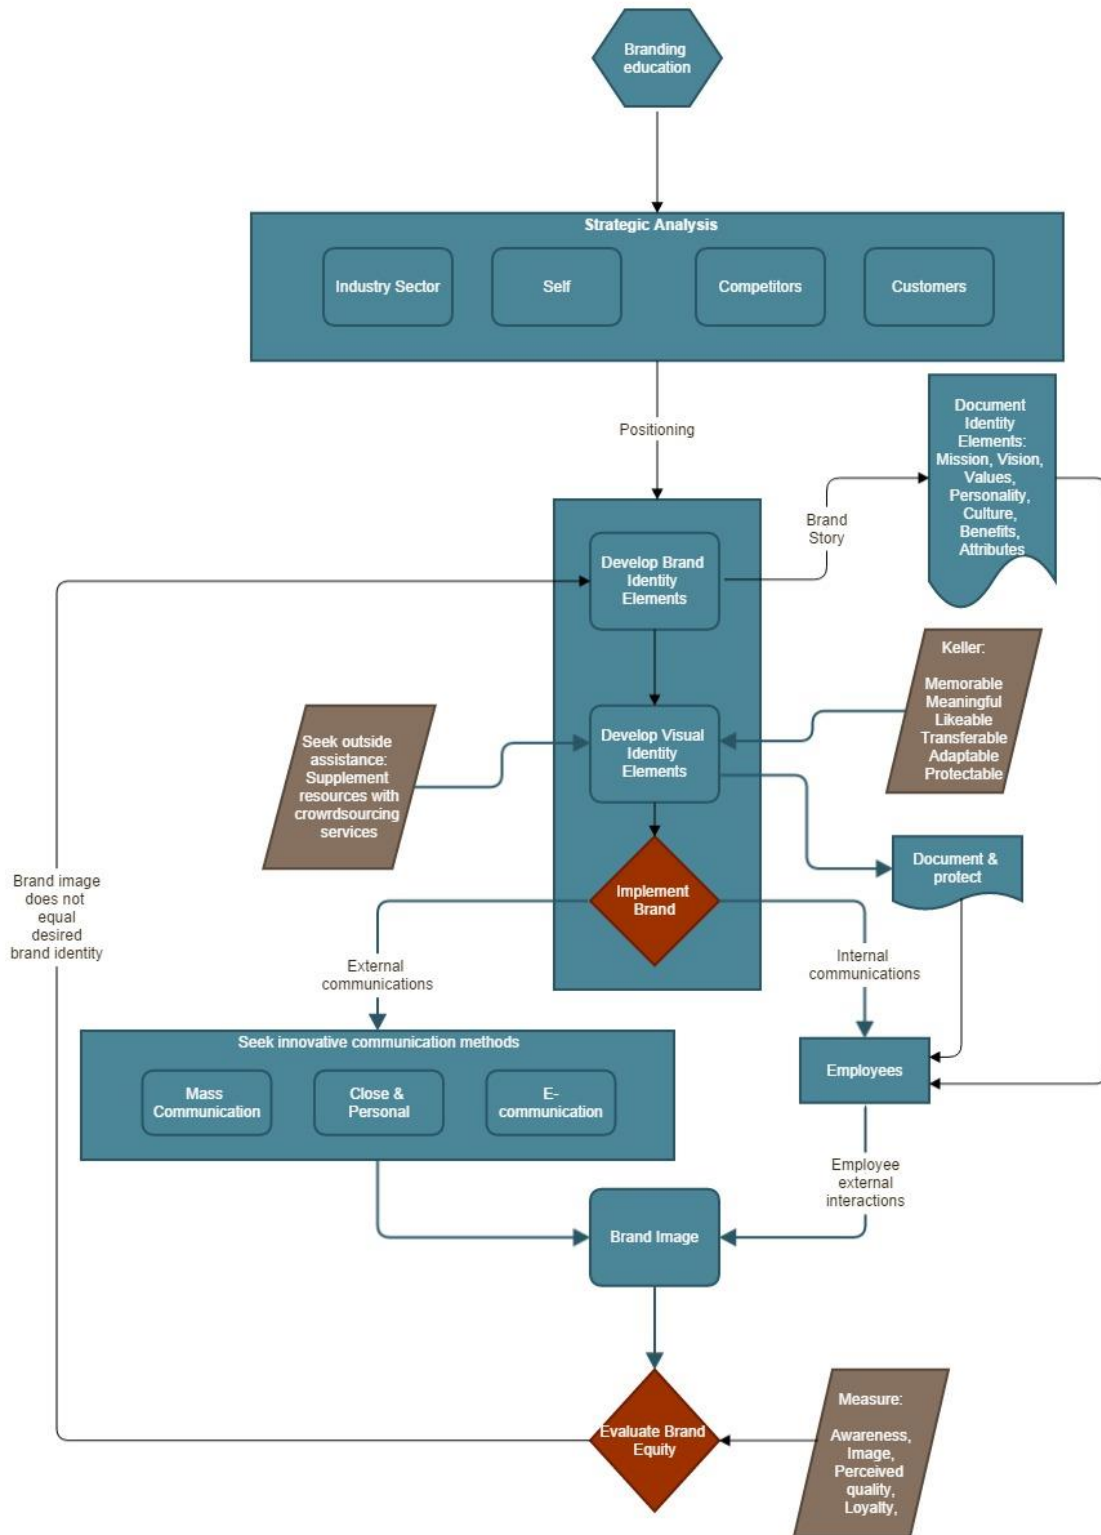 Branding
education
Strategic Analysis
Industry Sector
Self
Competitors
Customers
Positioning
Document
Identity
Elements:
Mission, Vision,
Values,
Personality,
Culture,
Benefits,
Attributes
Brand
Story
Develop Brand
Identity
Elements
Keller:
Memorable
Meaningful
Likeable
Transferable
Adaptable
Protectable
Seek outside
assistance:
Supplement
resources with
crowrdsourcing
services
Develop Visual
Identity
Elements
Document &
protect
Implement
Brand
Brand image
does not
equal
desired
brand identity
External
communications
Internal
communications
Seek innovative communication methods
Mass
Communication
Close &
Personal
E-
communication
Employees
Employee
external
interactions
Brand Image
Evaluate Brand
Equity
Measure:
Awareness,
Image,
Perceived
quality,
Loyalty,